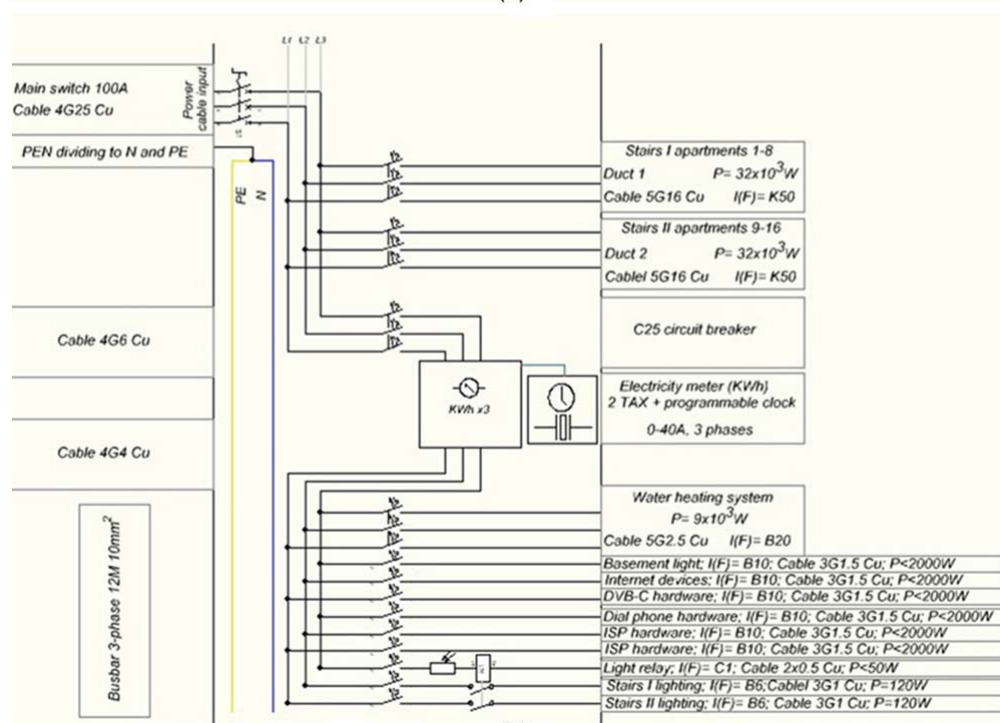 L1 L2 L3
Main switch 100A
Cable 4G25 Cu
Power
cable input
PEN dividing to N and PE
PE
N
Stairs I apartments 1-8
Duct 1 P= 32x10³W
Cable 5G16 Cu I(F)= K50
Stairs II apartments 9-16
Duct 2 P= 32x10³W
Cablel 5G16 Cu I(F)= K50
Cable 4G6 Cu
C25 circuit breaker
KWh x3
Electricity meter (KWh)
2 TAX + programmable clock
0-40A, 3 phases
Cable 4G4 Cu
Busbar 3-phase 12M 10mm²
Water heating system
P= 9x10³W
Cable 5G2.5 Cu I(F)= B20
Basement light; I(F)= B10; Cable 3G1.5 Cu; P<2000W
Internet devices; I(F)= B10; Cable 3G1.5 Cu; P<2000W
DVB-C hardware; I(F)= B10; Cable 3G1.5 Cu; P<2000W
Dial phone hardware; I(F)= B10; Cable 3G1.5 Cu; P<2000W
ISP hardware; I(F)= B10; Cable 3G1.5 Cu; P<2000W
ISP hardware; I(F)= B10; Cable 3G1.5 Cu; P<2000W
Light relay; I(F)= C1; Cable 2x0.5 Cu; P<50W
Stairs I lighting; I(F)= B6;Cablel 3G1 Cu; P=120W
Stairs II lighting; I(F)= B6; Cable 3G1 Cu; P=120W